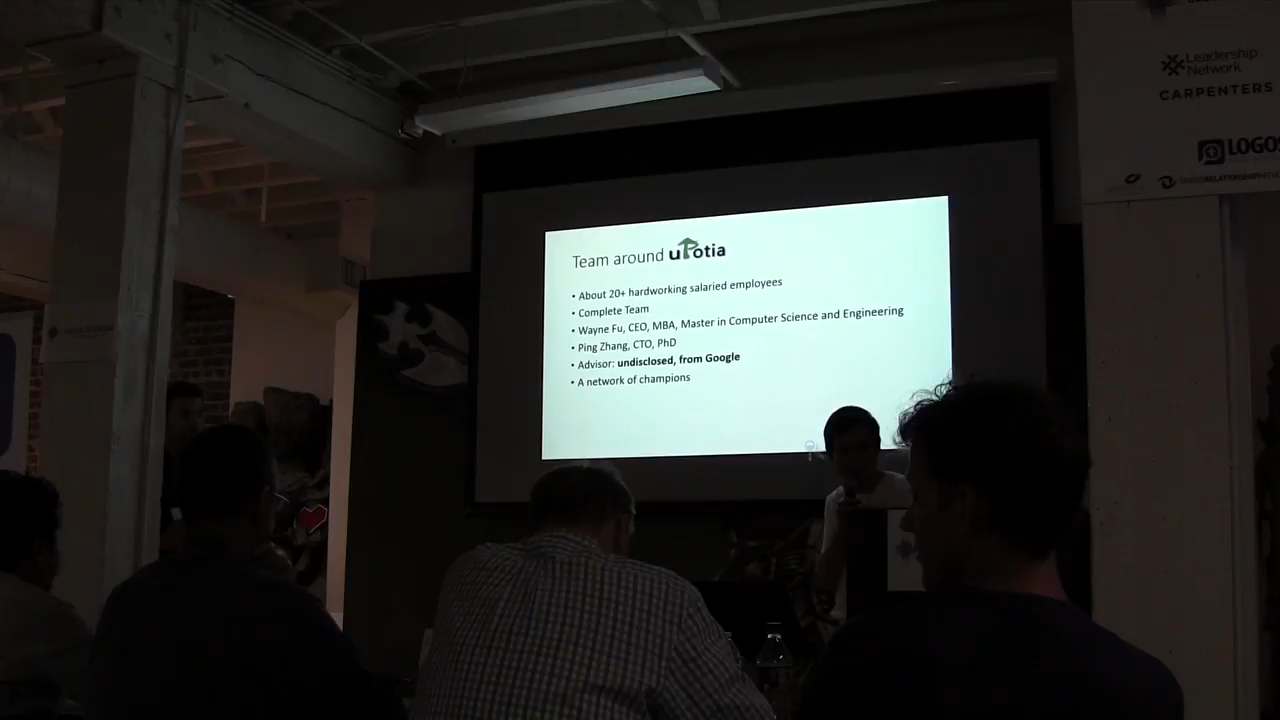 Team around uPotia
• About 20+ hardworking salaried employees
• Complete Team
• Wayne Fu, CEO, MBA, Master in Computer Science and Engineering
• Ping Zhang, CTO, PhD
• Advisor: undisclosed, from Google
• A network of champions
Leadership
Network
CARPENTERS
LOGOS